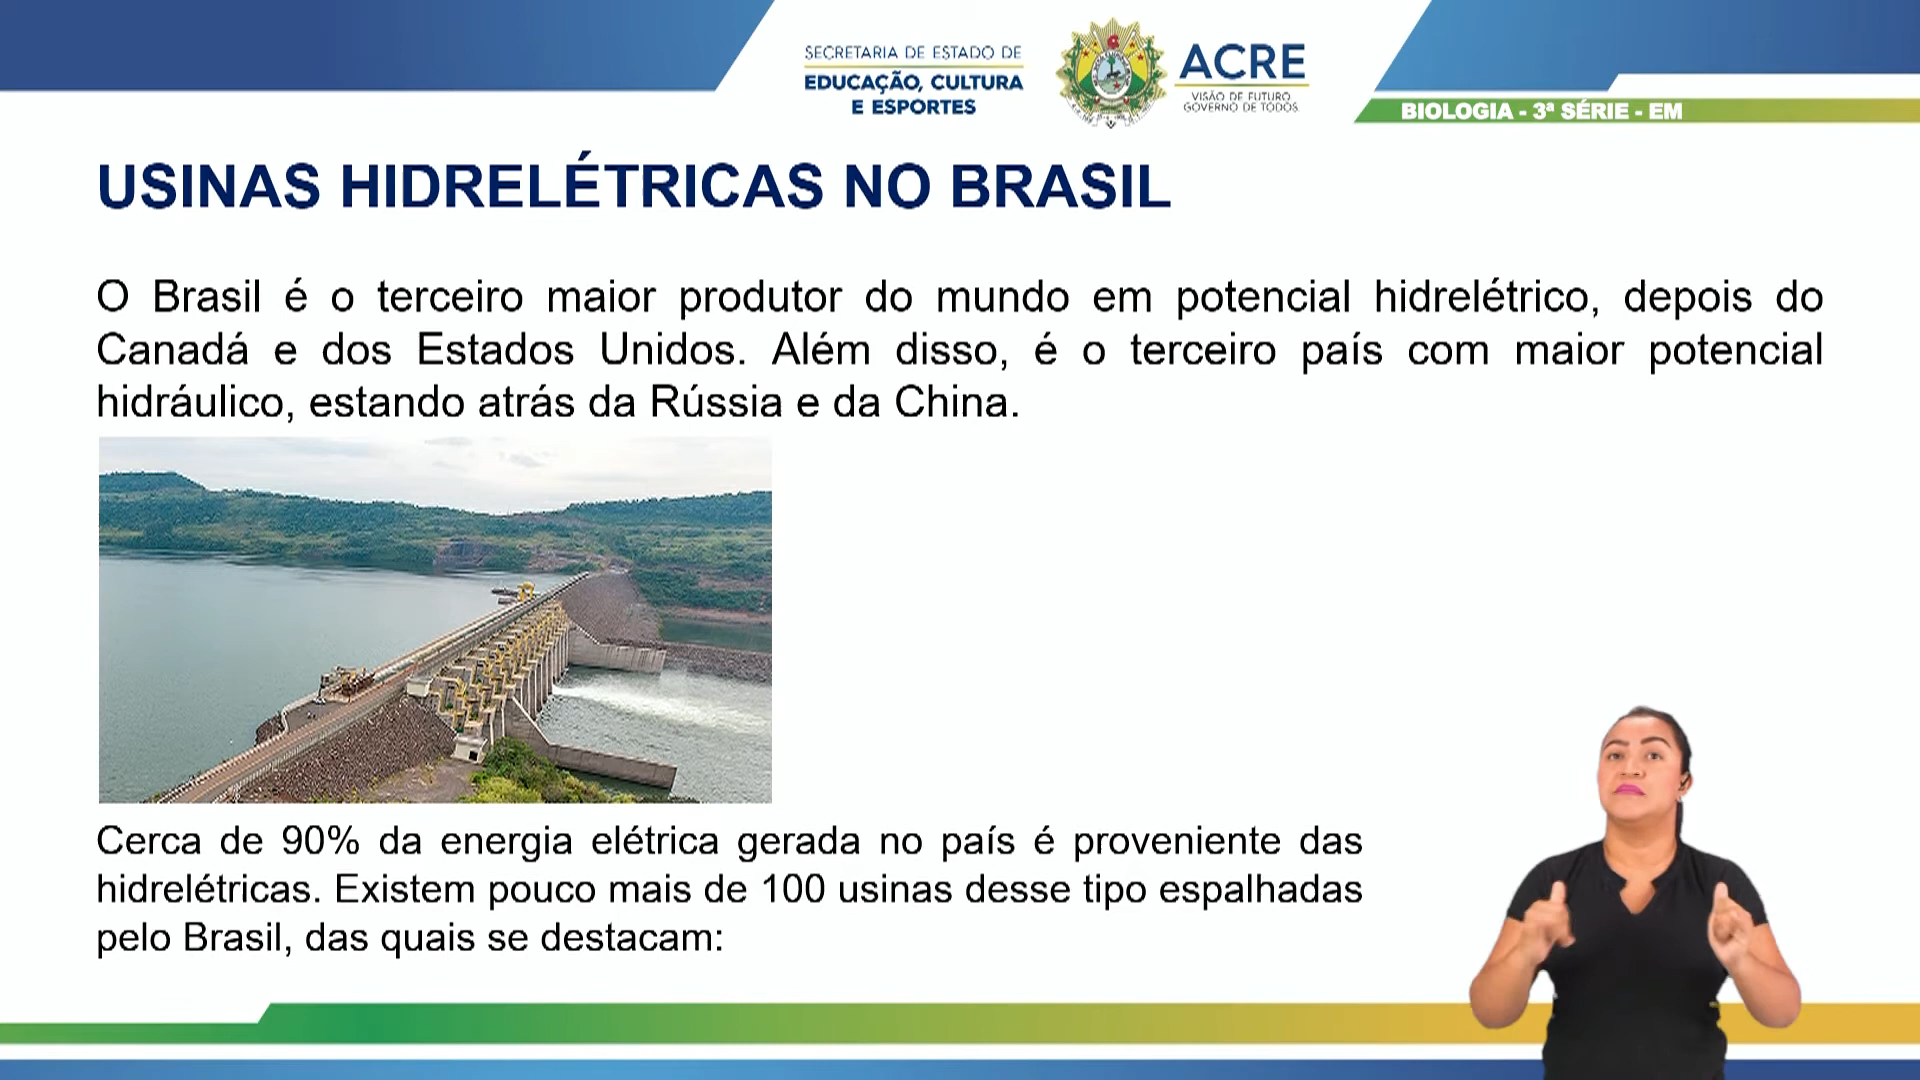 SECRETARIA DE ESTADO DE
EDUCAÇÃO, CULTURA
E ESPORTES
ACRE
VISÃO DE FUTURO
GOVERNO DE TODOS
BIOLOGIA - 3ª SÉRIE - EM
USINAS HIDRELÉTRICAS NO BRASIL
O Brasil é o terceiro maior produtor do mundo em potencial hidrelétrico, depois do
Canadá e dos Estados Unidos. Além disso, é o terceiro país com maior potencial
hidráulico, estando atrás da Rússia e da China.
Cerca de 90% da energia elétrica gerada no país é proveniente das
hidrelétricas. Existem pouco mais de 100 usinas desse tipo espalhadas
pelo Brasil, das quais se destacam: